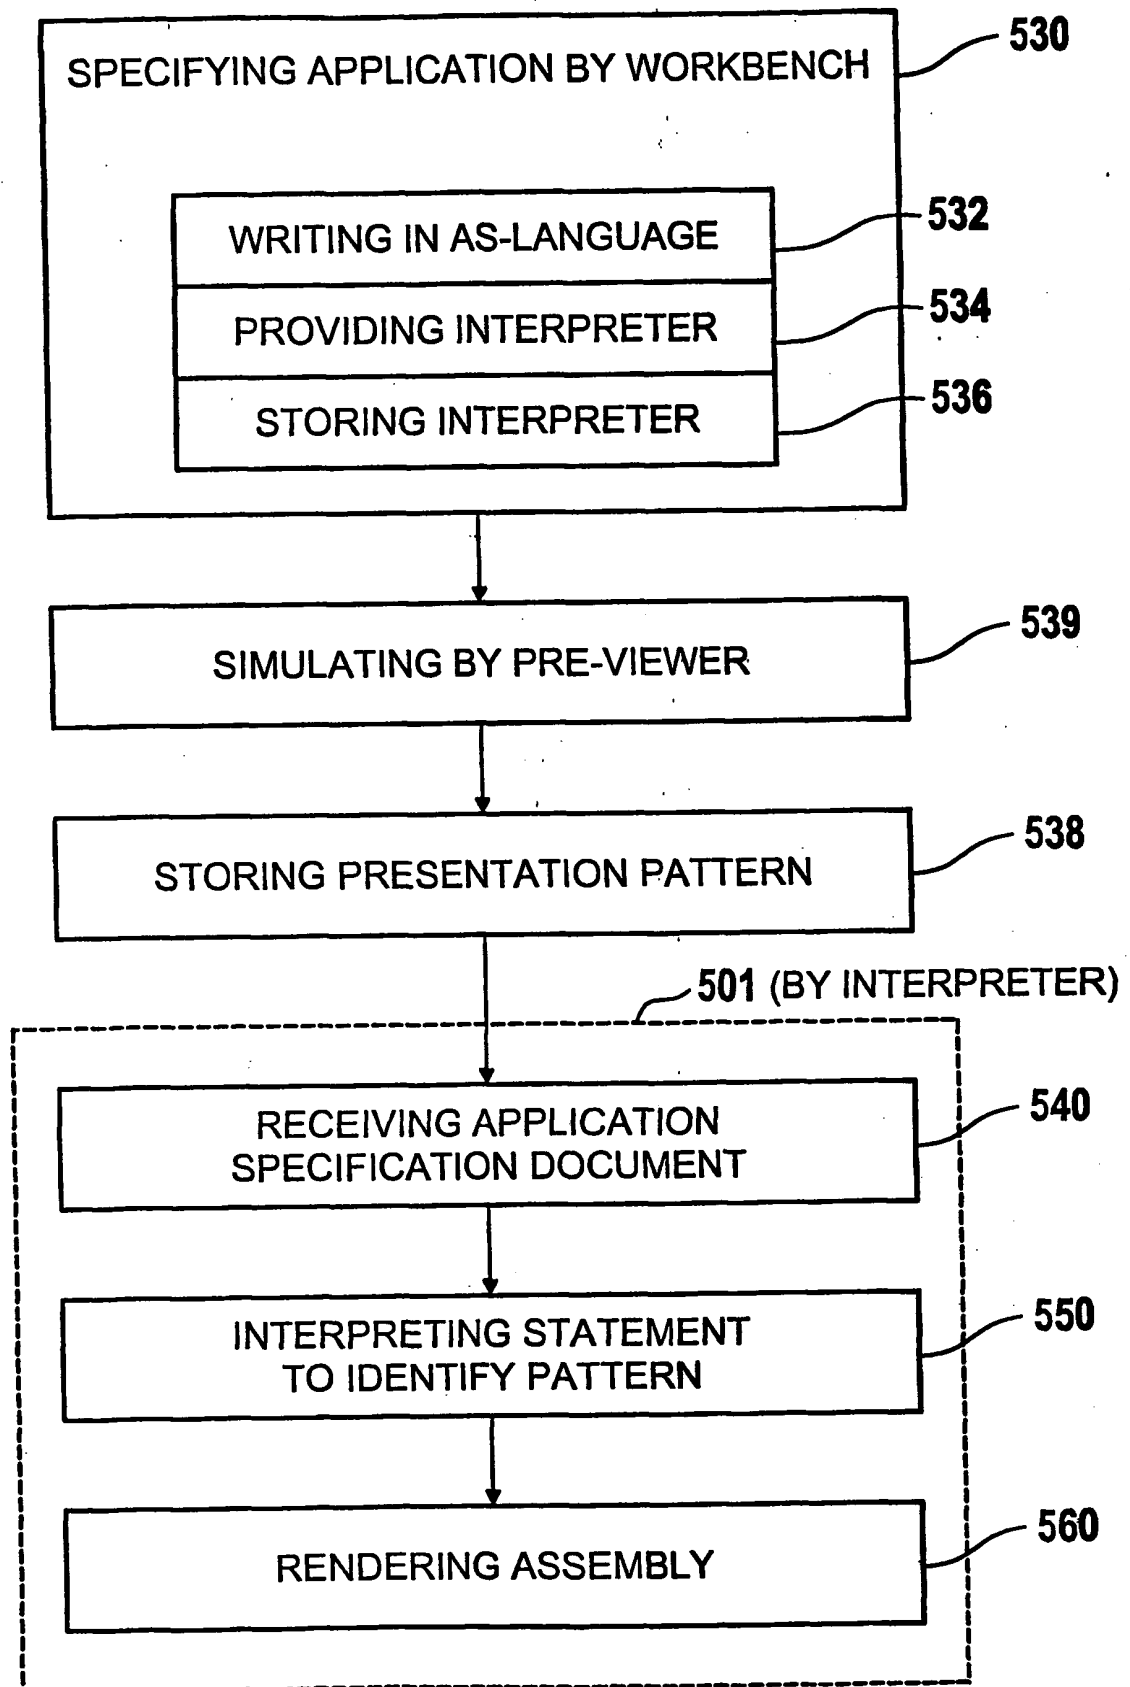 530
SPECIFYING APPLICATION BY WORKBENCH
WRITING IN AS-LANGUAGE
532
PROVIDING INTERPRETER
534
STORING INTERPRETER
536
SIMULATING BY PRE-VIEWER
539
STORING PRESENTATION PATTERN
538
501 (BY INTERPRETER)
RECEIVING APPLICATION
SPECIFICATION DOCUMENT
540
INTERPRETING STATEMENT
TO IDENTIFY PATTERN
550
RENDERING ASSEMBLY
560